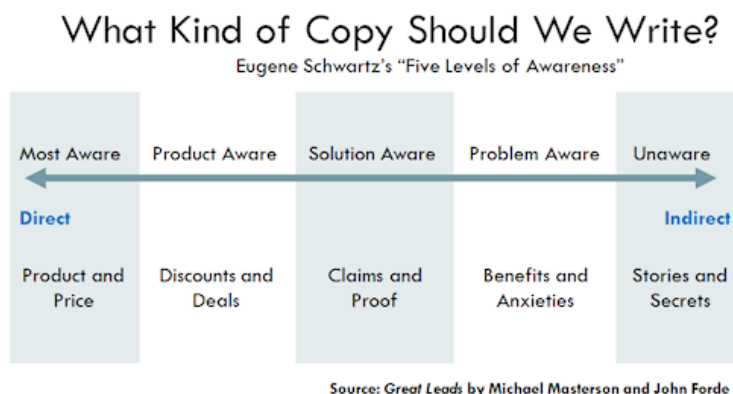 What Kind of Copy Should We Write?
Eugene Schwartz's “Five Levels of Awareness”
Most Aware Product Aware Solution Aware Problem Aware Unaware
Direct Indirect
Product and Discounts and Claims and Benefits and Stories and
Price Deals Proof Anxieties Secrets
Source: Great Leads by Michael Masterson and John Forde